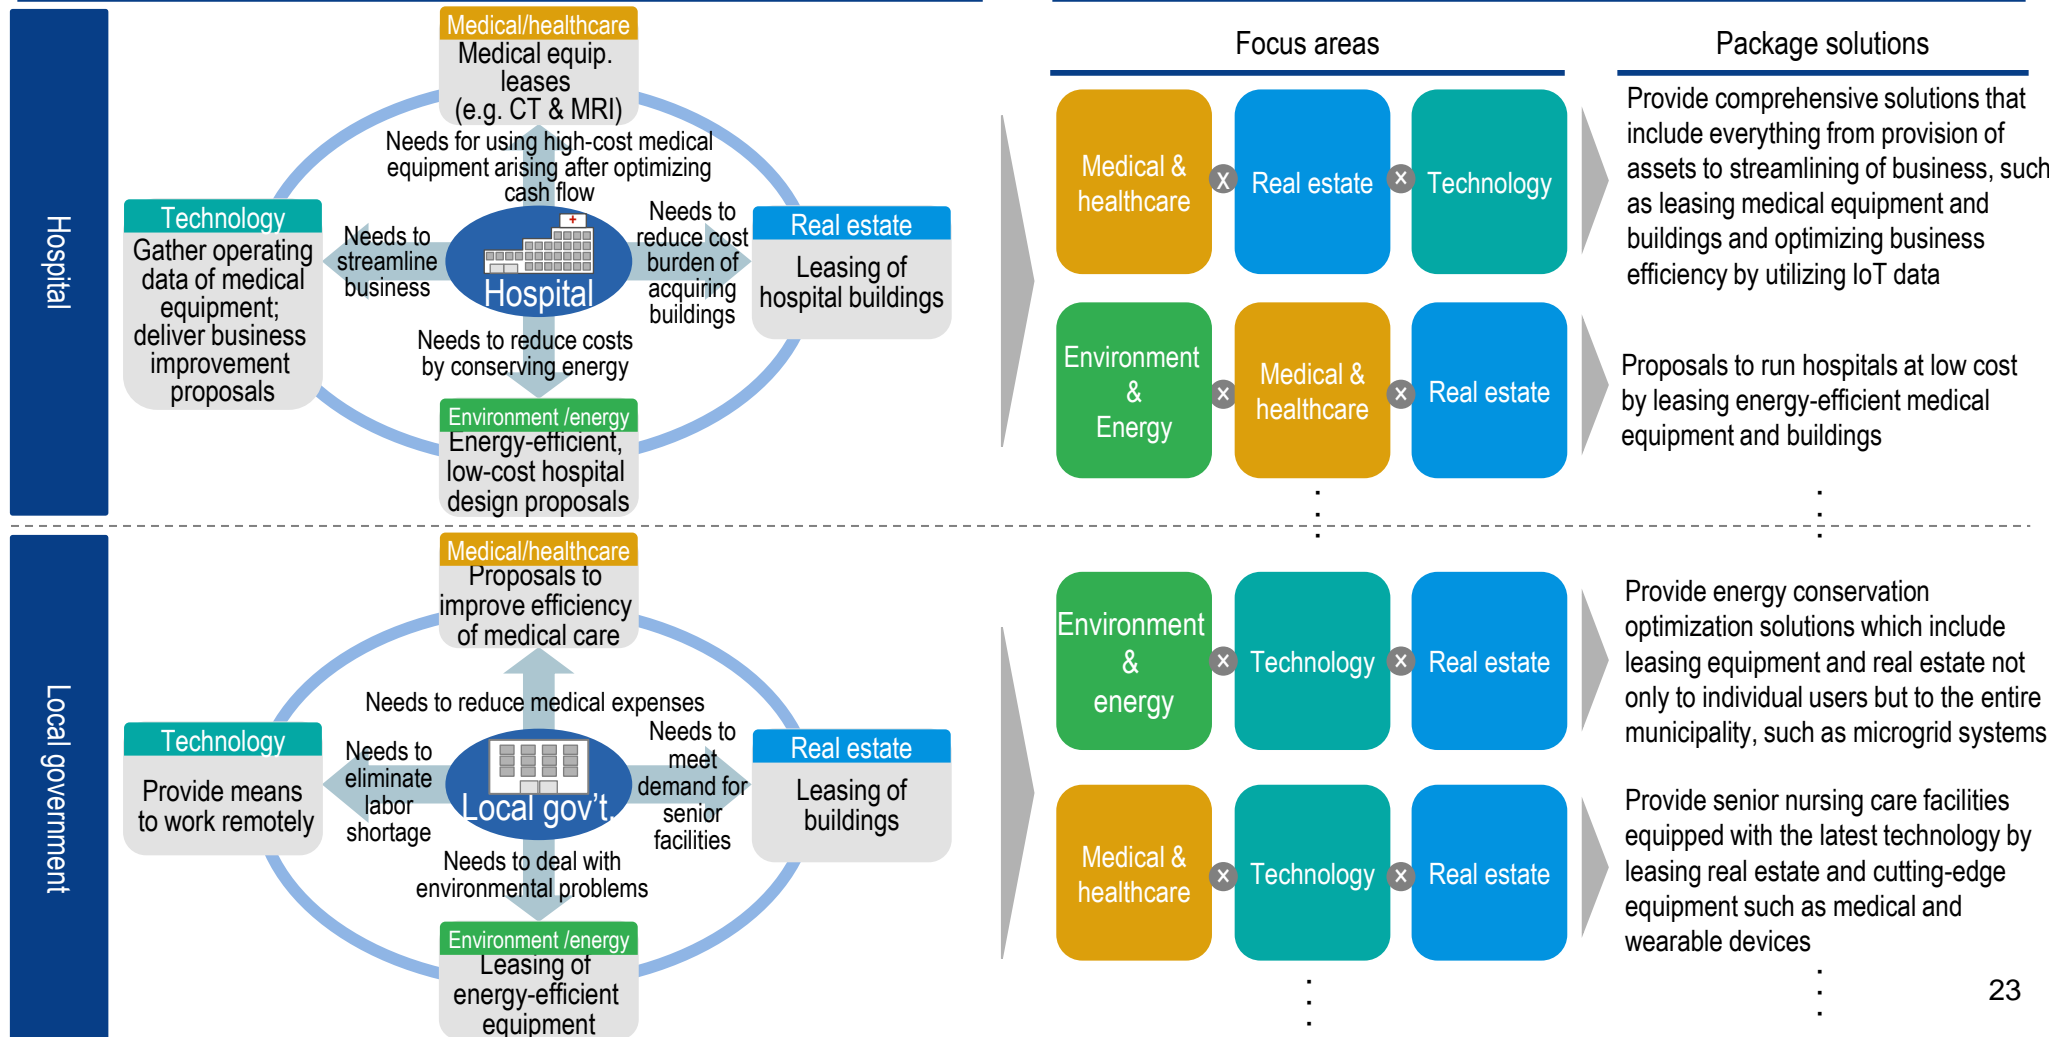 Hospital
Medical/healthcare
Medical equip.
leases
(e.g. CT & MRI)
Needs for using high-cost medical
equipment arising after optimizing
cash flow
Technology
Gather operating
data of medical
equipment;
deliver business
improvement
proposals
Needs to
streamline
business
Hospital
Needs to
reduce cost
burden of
acquiring
buildings
Real estate
Leasing of
hospital buildings
Needs to reduce costs
by conserving energy
Environment /energy
Energy-efficient,
low-cost hospital
design proposals
Focus areas
Package solutions
Medical &
healthcare
x
Real estate
x
Technology
Provide comprehensive solutions that
include everything from provision of
assets to streamlining of business, such
as leasing medical equipment and
buildings and optimizing business
efficiency by utilizing IoT data
Environment
&
Energy
x
Medical &
healthcare
x
Real estate
Proposals to run hospitals at low cost
by leasing energy-efficient medical
equipment and buildings
Local government
Medical/healthcare
Proposals to
improve efficiency
of medical care
Needs to reduce medical expenses
Technology
Provide means
to work remotely
Needs to
eliminate
labor
shortage
Local gov't.
Needs to
meet
demand for
senior
facilities
Real estate
Leasing of
buildings
Needs to deal with
environmental problems
Environment /energy
Leasing of
energy-efficient
equipment
Environment
&
energy
x
Technology
x
Real estate
Provide energy conservation
optimization solutions which include
leasing equipment and real estate not
only to individual users but to the entire
municipality, such as microgrid systems
Medical &
healthcare
x
Technology
x
Real estate
Provide senior nursing care facilities
equipped with the latest technology by
leasing real estate and cutting-edge
equipment such as medical and
wearable devices
23